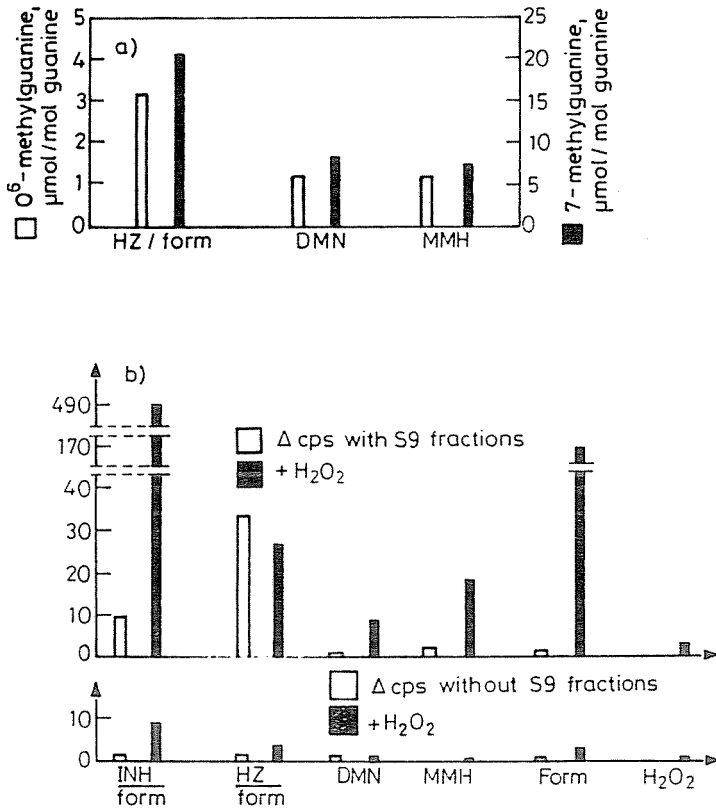 a)
5
4
3
2
1
0
O⁶-methylguanine,
μmol/mol guanine
25
20
15
10
5
0
7-methylguanine,
μmol/mol guanine
HZ / form DMN MMH
b)
490
170
40
30
20
10
0
Δ cps with S9 fractions
+ H₂O₂
Δ cps without S9 fractions
+H₂O₂
10
0
INH HZ DMN MMH Form H₂O₂
form form